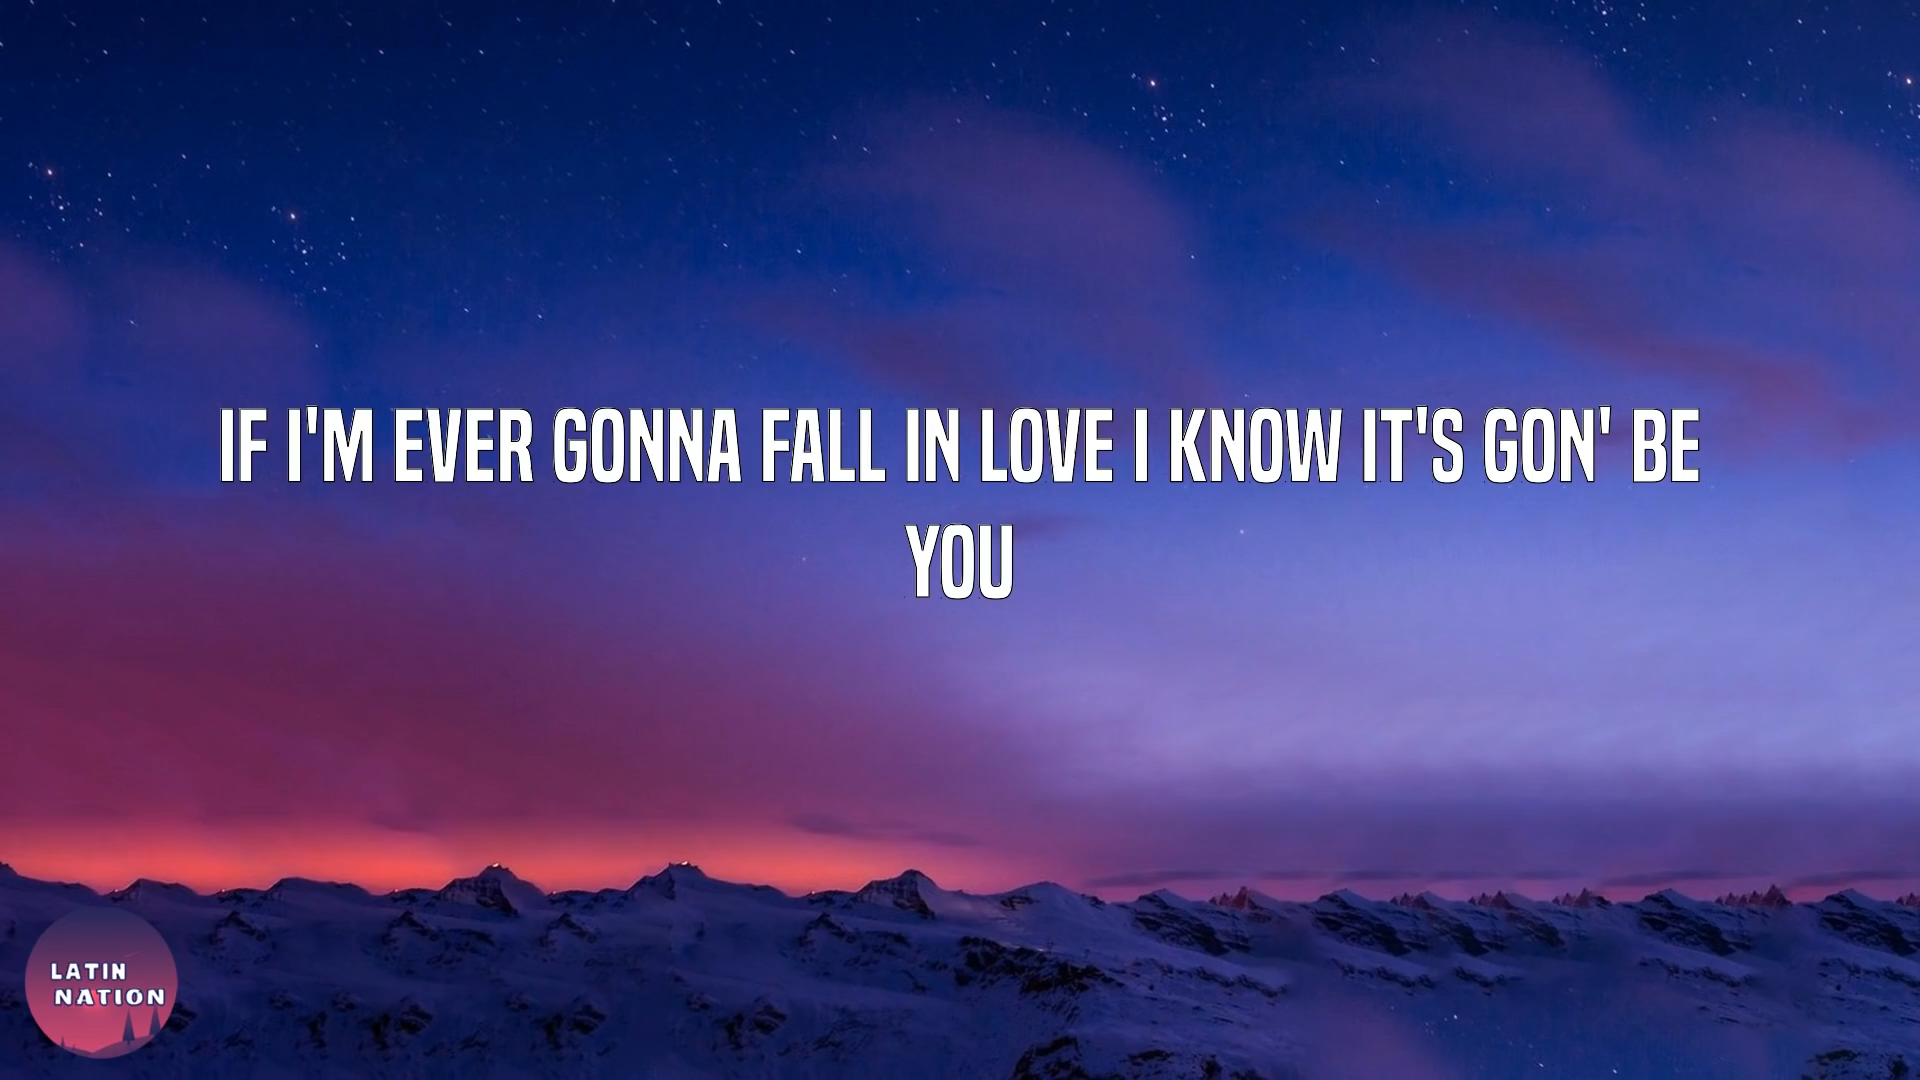 IF I'M EVER GONNA FALL IN LOVE I KNOW IT'S GON' BE
YOU
LATIN
NATION